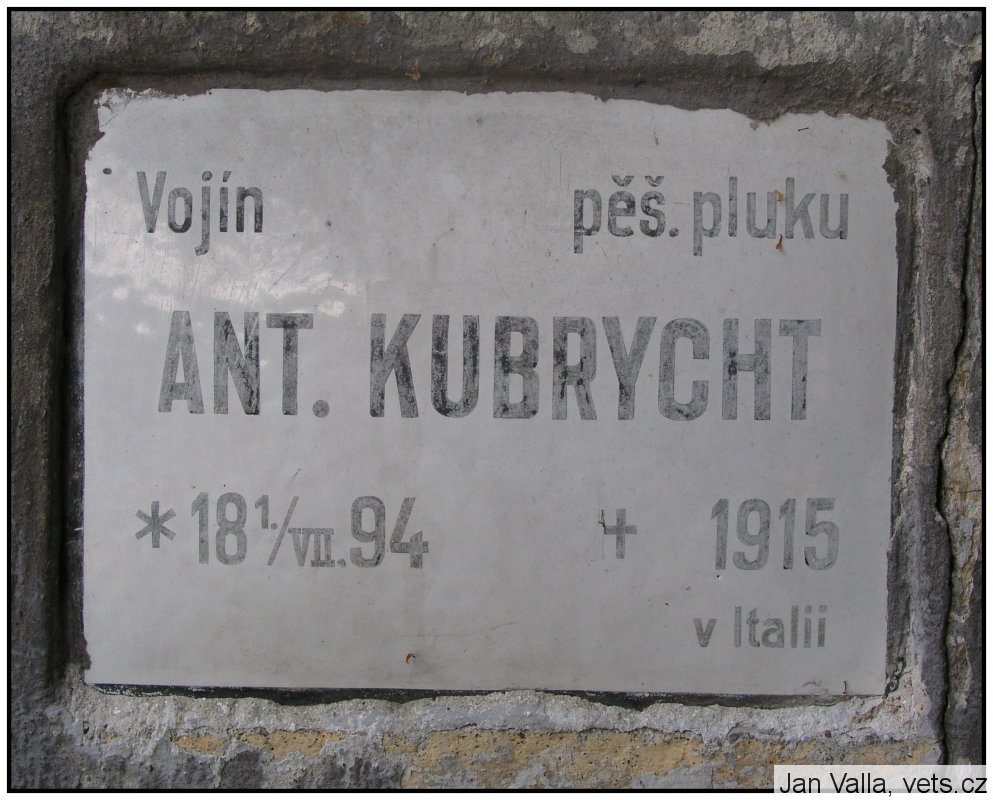 Vojín pěš. pluku
ANT. KUBRYCHT
* 18 1./VII. 94 + 1915
v Italii
Jan Valla, vets.cz